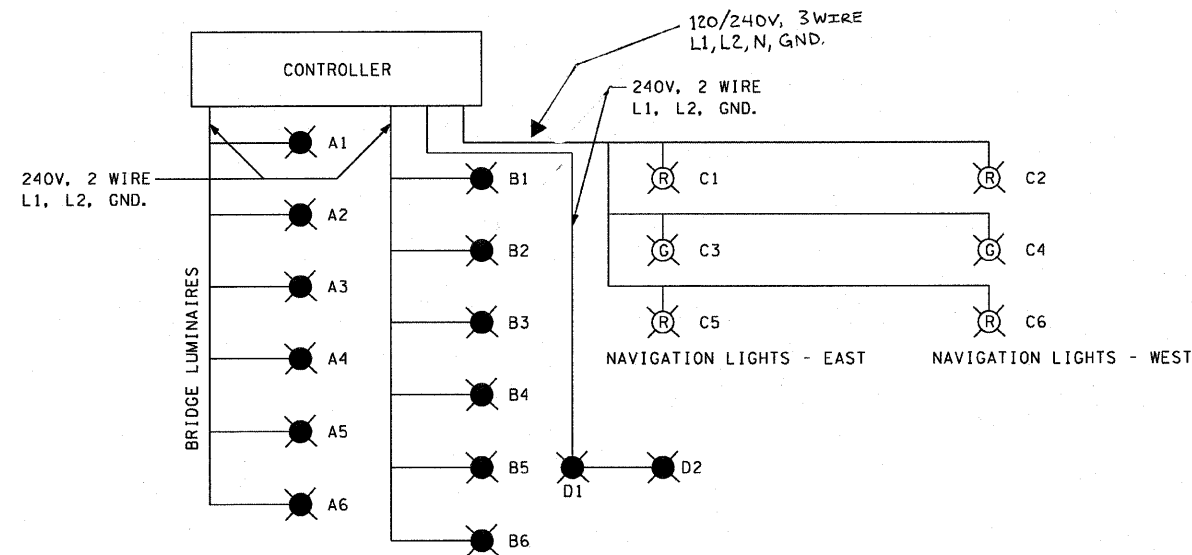 120/240V, 3 WIRE
L1, L2, N, GND.
CONTROLLER
240V, 2 WIRE
L1, L2, GND.
240V, 2 WIRE
L1, L2, GND.
BRIDGE LUMINAIRES
A1
A2
A3
A4
A5
A6
B1
B2
B3
B4
B5
B6
D1
D2
R C1
R C2
G C3
G C4
R C5
R C6
NAVIGATION LIGHTS - EAST
NAVIGATION LIGHTS - WEST